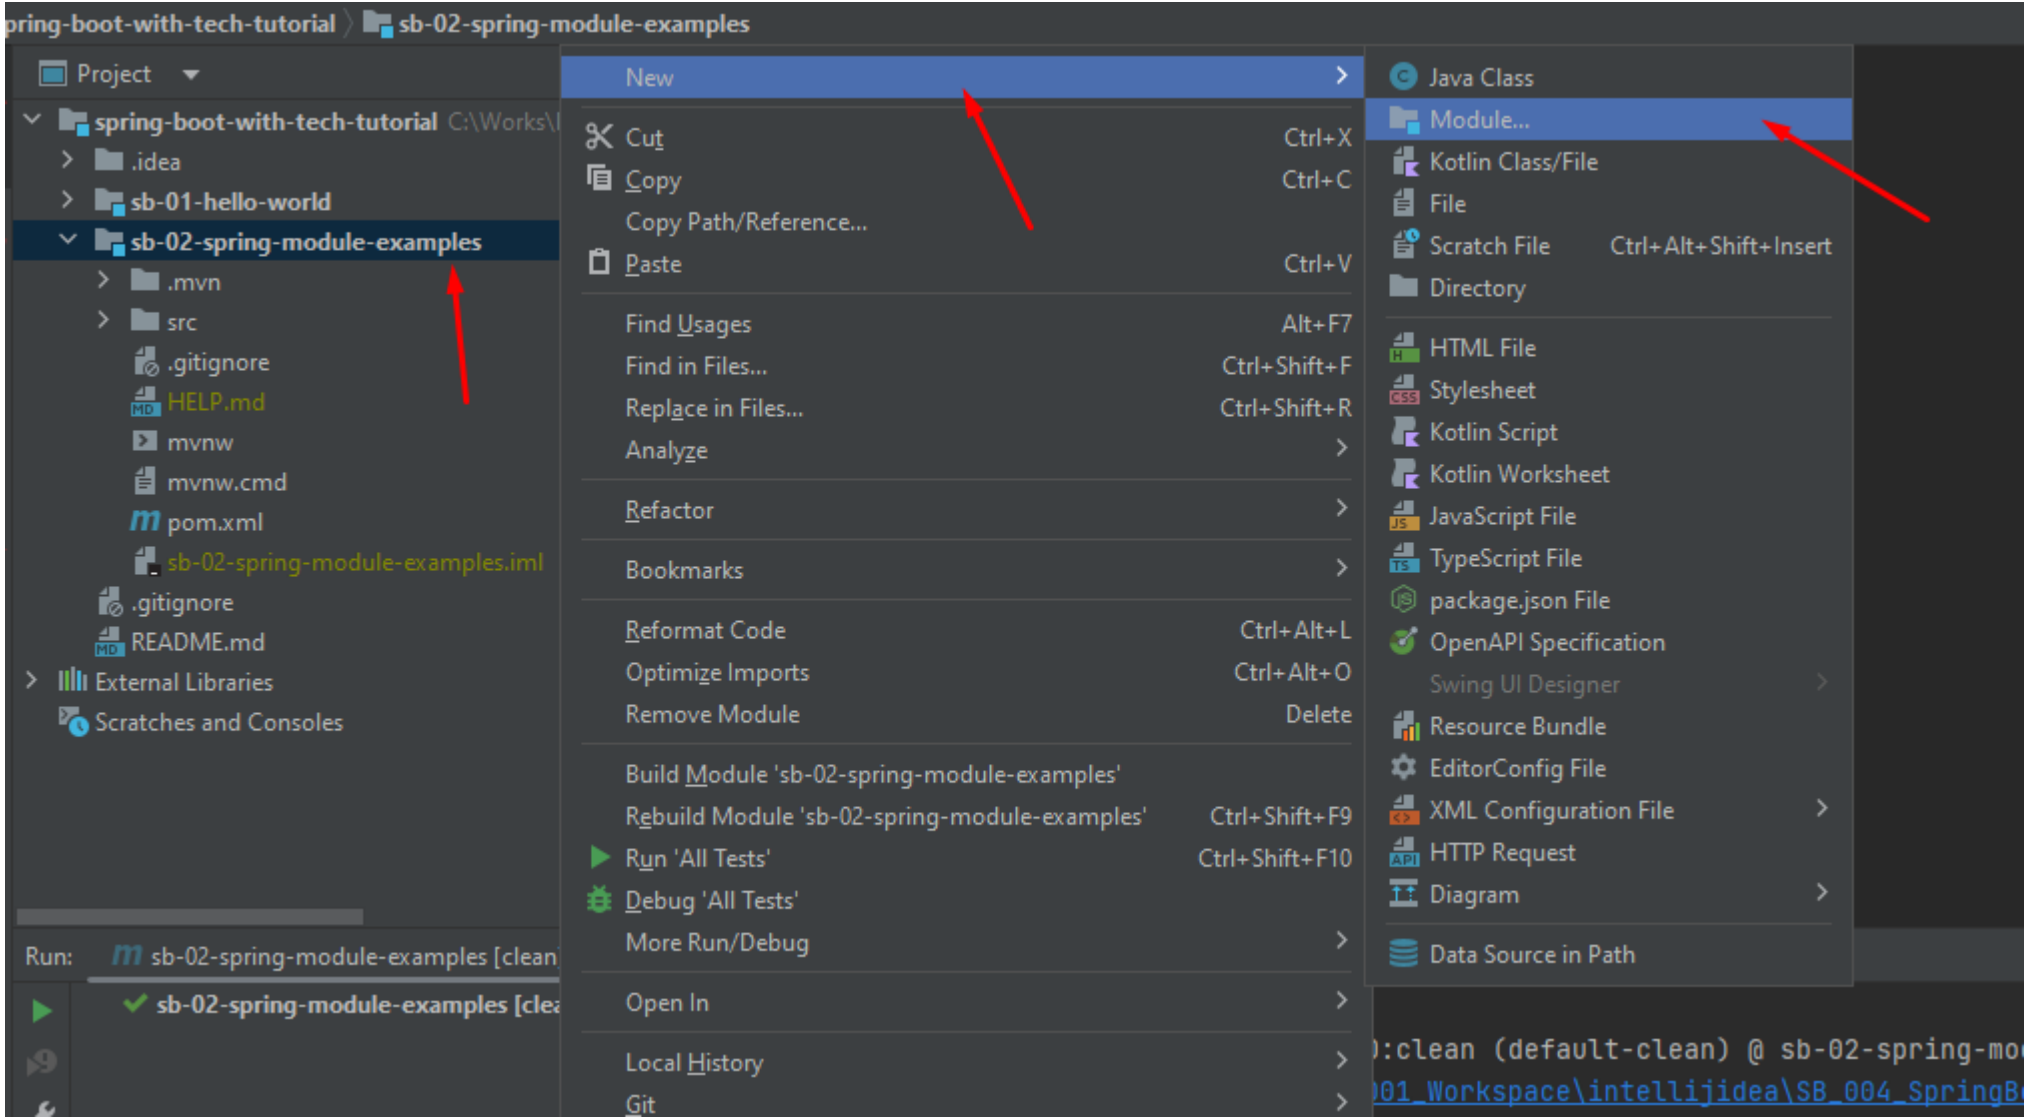 pring-boot-with-tech-tutorial sb-02-spring-module-examples
Project
spring-boot-with-tech-tutorial C:\Works\
.idea
sb-01-hello-world
sb-02-spring-module-examples
.mvn
src
.gitignore
HELP.md
mvnw
mvnw.cmd
pom.xml
sb-02-spring-module-examples.iml
.gitignore
README.md
External Libraries
Scratches and Consoles
New
Cut Ctrl+X
Copy Ctrl+C
Copy Path/Reference...
Paste Ctrl+V
Find Usages Alt+F7
Find in Files... Ctrl+Shift+F
Replace in Files... Ctrl+Shift+R
Analyze
Refactor
Bookmarks
Reformat Code Ctrl+Alt+L
Optimize Imports Ctrl+Alt+O
Remove Module Delete
Build Module 'sb-02-spring-module-examples'
Rebuild Module 'sb-02-spring-module-examples' Ctrl+Shift+F9
Run 'All Tests' Ctrl+Shift+F10
Debug 'All Tests'
More Run/Debug
Open In
Local History
Git
Java Class
Module...
Kotlin Class/File
File
Scratch File Ctrl+Alt+Shift+Insert
Directory
HTML File
Stylesheet
Kotlin Script
Kotlin Worksheet
JavaScript File
TypeScript File
package.json File
OpenAPI Specification
Swing UI Designer
Resource Bundle
EditorConfig File
XML Configuration File
HTTP Request
Diagram
Data Source in Path
Run: sb-02-spring-module-examples [clean]
sb-02-spring-module-examples [clea
:clean (default-clean) @ sb-02-spring-mo
001_Workspace\intellijidea\SB_004_SpringB